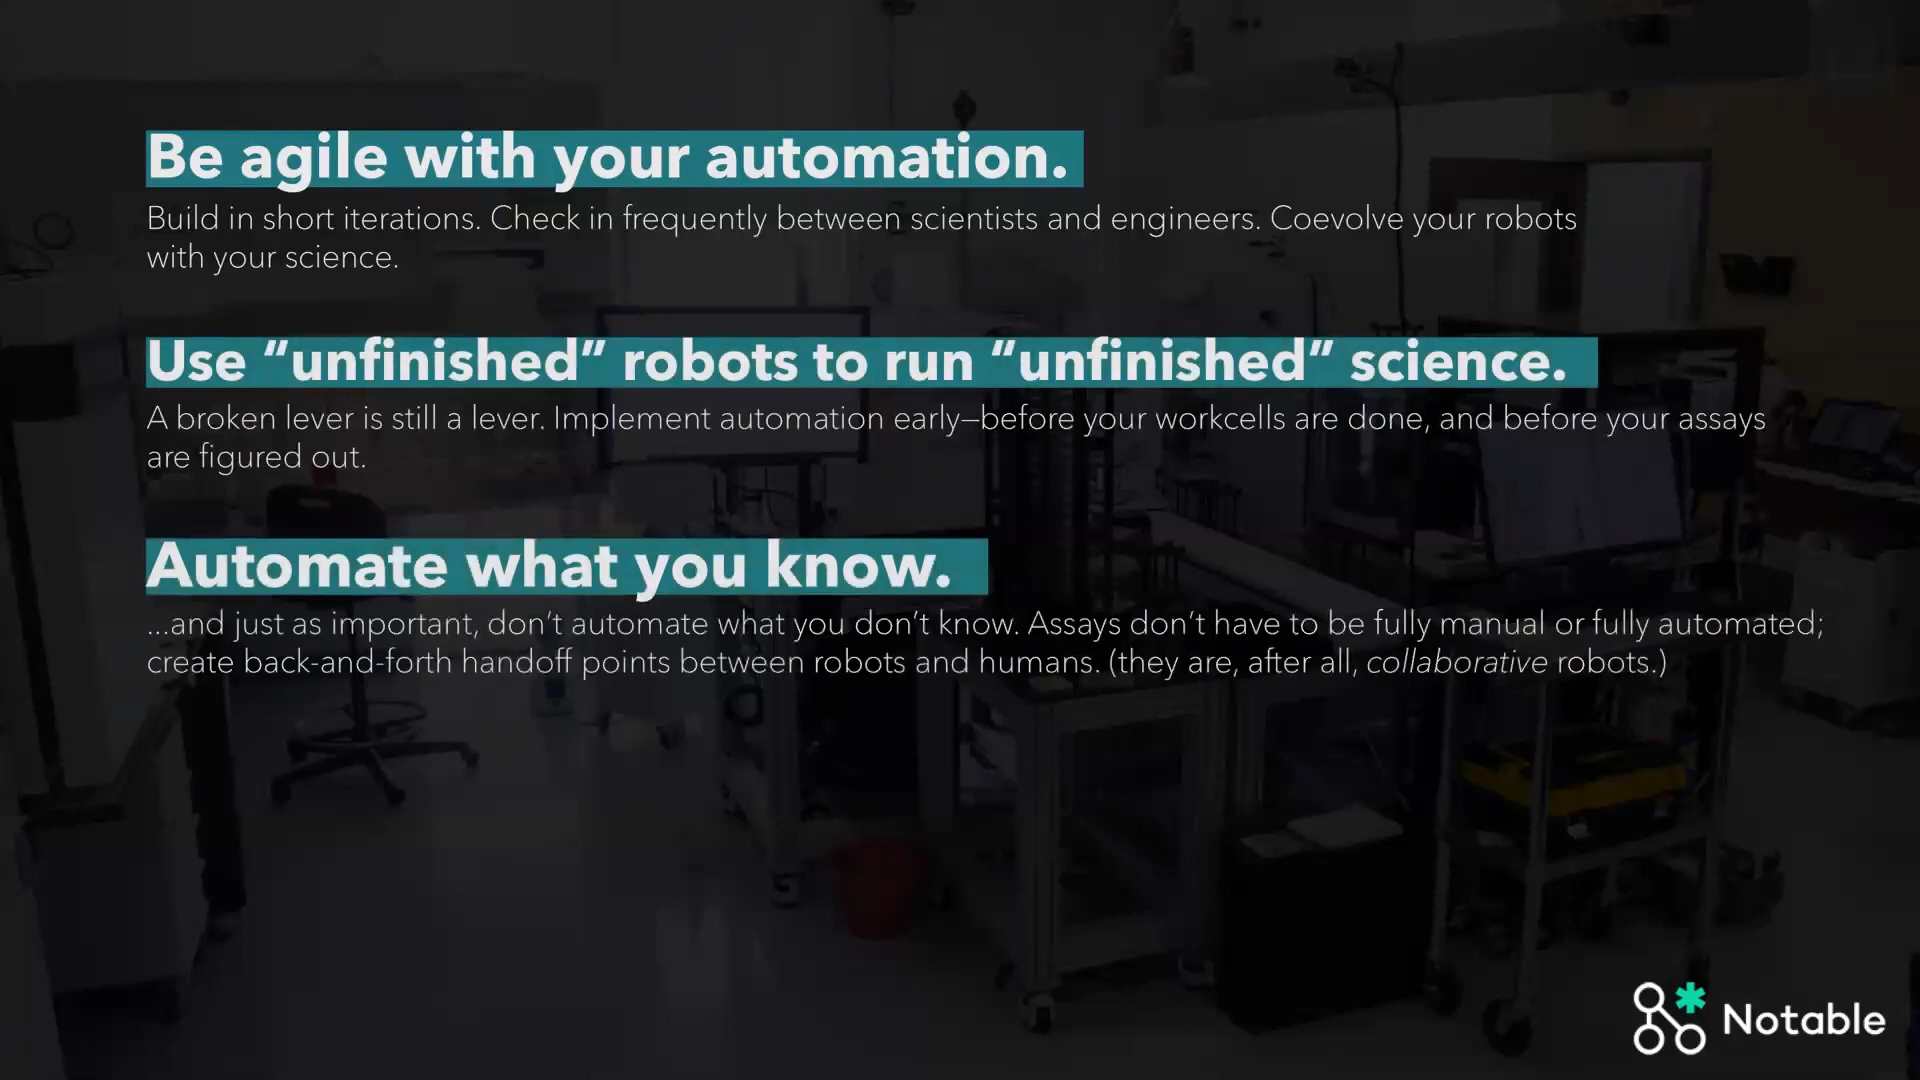 Be agile with your automation.
Build in short iterations. Check in frequently between scientists and engineers. Coevolve your robots
with your science.
Use “unfinished” robots to run “unfinished” science.
A broken lever is still a lever. Implement automation early—before your workcells are done, and before your assays
are figured out.
Automate what you know.
...and just as important, don’t automate what you don’t know. Assays don’t have to be fully manual or fully automated;
create back-and-forth handoff points between robots and humans. (they are, after all, collaborative robots.)
Notable